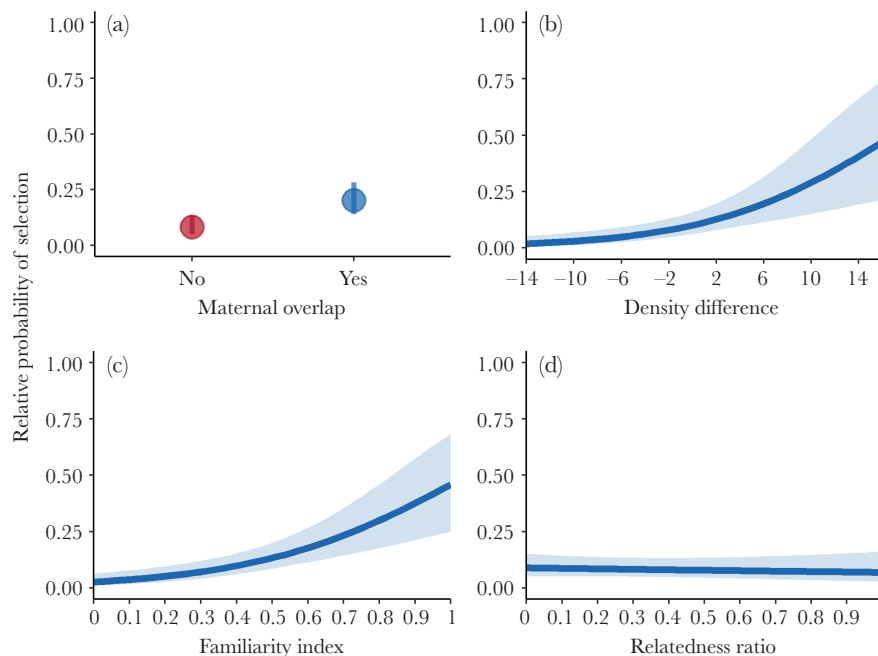 Relative probability of selection
(a)
1.00
0.75
0.50
0.25
0.00
No Yes
Maternal overlap
(b)
1.00
0.75
0.50
0.25
0.00
–14 –10 –6 –2 2 6 10 14
Density difference
(c)
1.00
0.75
0.50
0.25
0.00
0 0.1 0.2 0.3 0.4 0.5 0.6 0.7 0.8 0.9 1
Familiarity index
(d)
1.00
0.75
0.50
0.25
0.00
0 0.1 0.2 0.3 0.4 0.5 0.6 0.7 0.8 0.9
Relatedness ratio